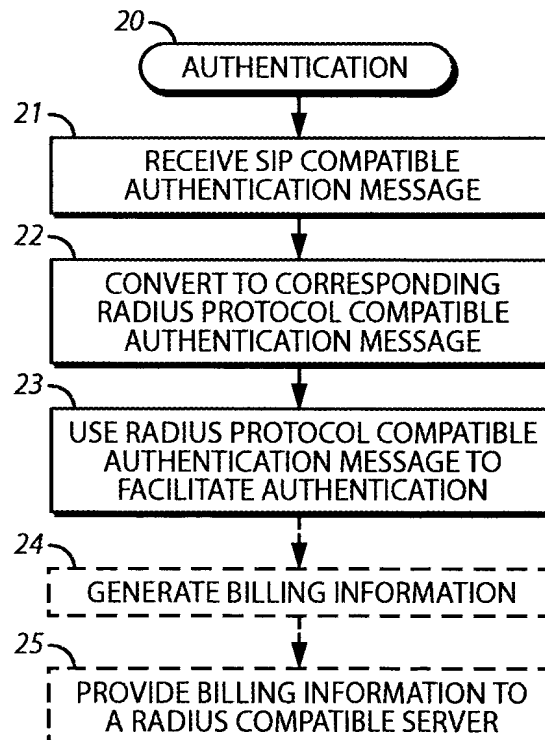 20
AUTHENTICATION
21
RECEIVE SIP COMPATIBLE
AUTHENTICATION MESSAGE
22
CONVERT TO CORRESPONDING
RADIUS PROTOCOL COMPATIBLE
AUTHENTICATION MESSAGE
23
USE RADIUS PROTOCOL COMPATIBLE
AUTHENTICATION MESSAGE TO
FACILITATE AUTHENTICATION
24
GENERATE BILLING INFORMATION
25
PROVIDE BILLING INFORMATION TO
A RADIUS COMPATIBLE SERVER